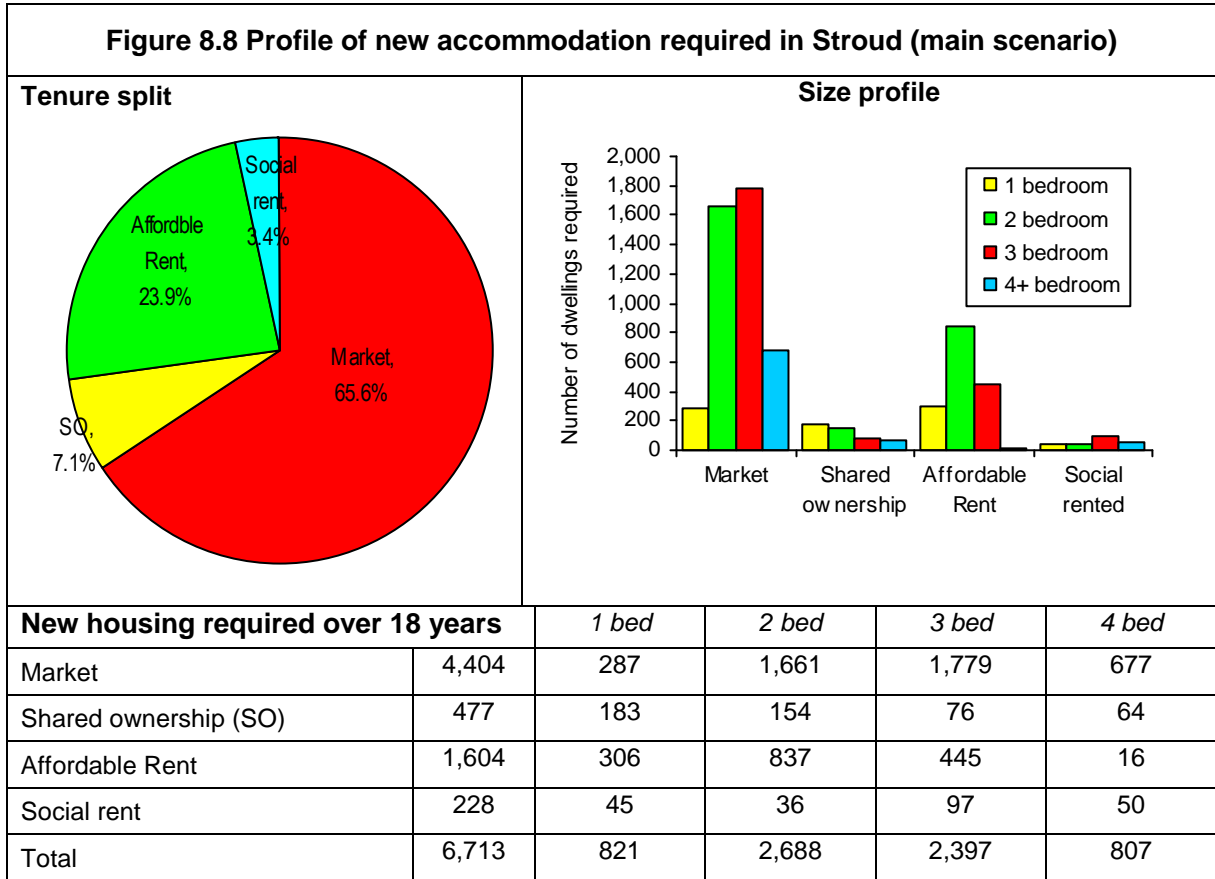 Figure 8.8 Profile of new accommodation required in Stroud (main scenario)
Tenure split
Social
rent,
3.4%
Affordble
Rent,
23.9%
Market,
65.6%
SO,
7.1%
Size profile
Number of dwellings required
2,000
1,800
1,600
1,400
1,200
1,000
800
600
400
200
0
1 bedroom
2 bedroom
3 bedroom
4+ bedroom
Market Shared Affordable Social
ow nership Rent rented
New housing required over 18 years 1 bed 2 bed 3 bed 4 bed
Market 4,404 287 1,661 1,779 677
Shared ownership (SO) 477 183 154 76 64
Affordable Rent 1,604 306 837 445 16
Social rent 228 45 36 97 50
Total 6,713 821 2,688 2,397 807